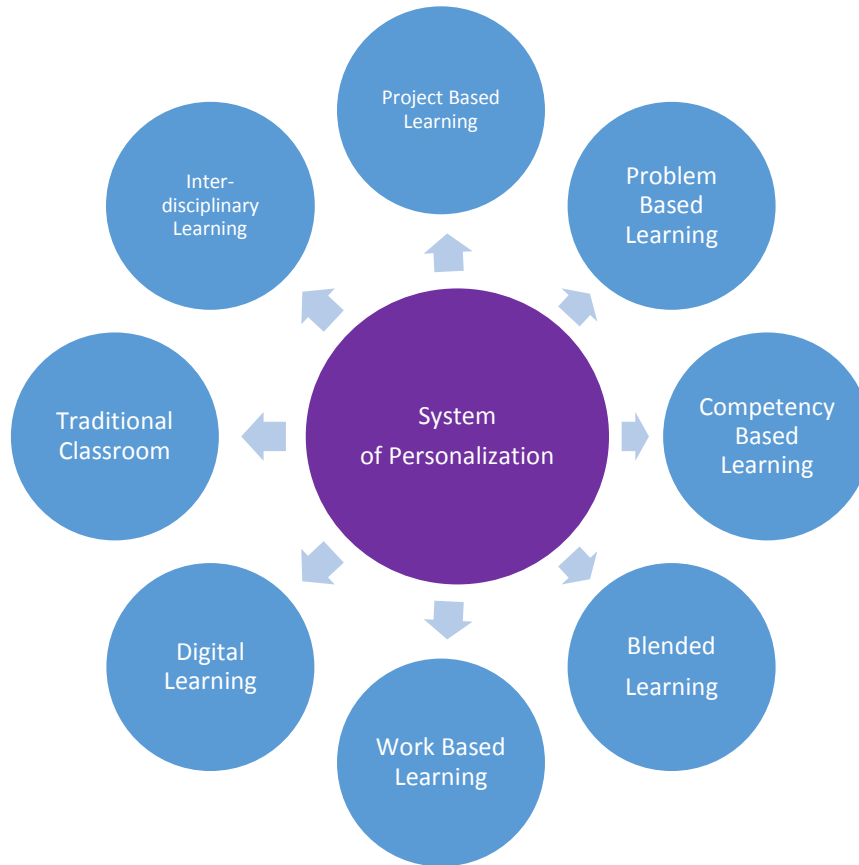 Project Based
Learning
Problem
Based
Learning
Competency
Based
Learning
Blended
Learning
Work Based
Learning
Digital
Learning
Traditional
Classroom
Inter-
disciplinary
Learning
System
of Personalization